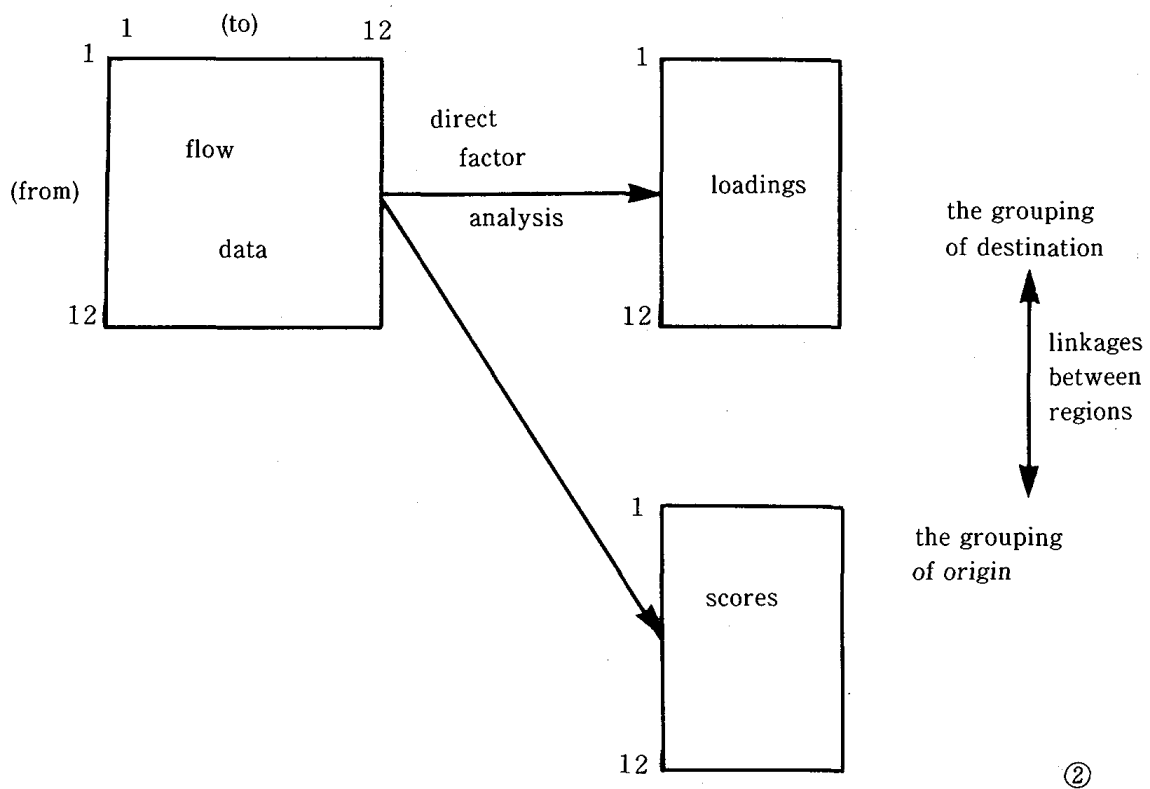 1 (to) 12
1
flow
(from)
data
12
direct
factor
analysis
1
loadings
12
the grouping
of destination
linkages
between
regions
1
scores
12
the grouping
of origin
②